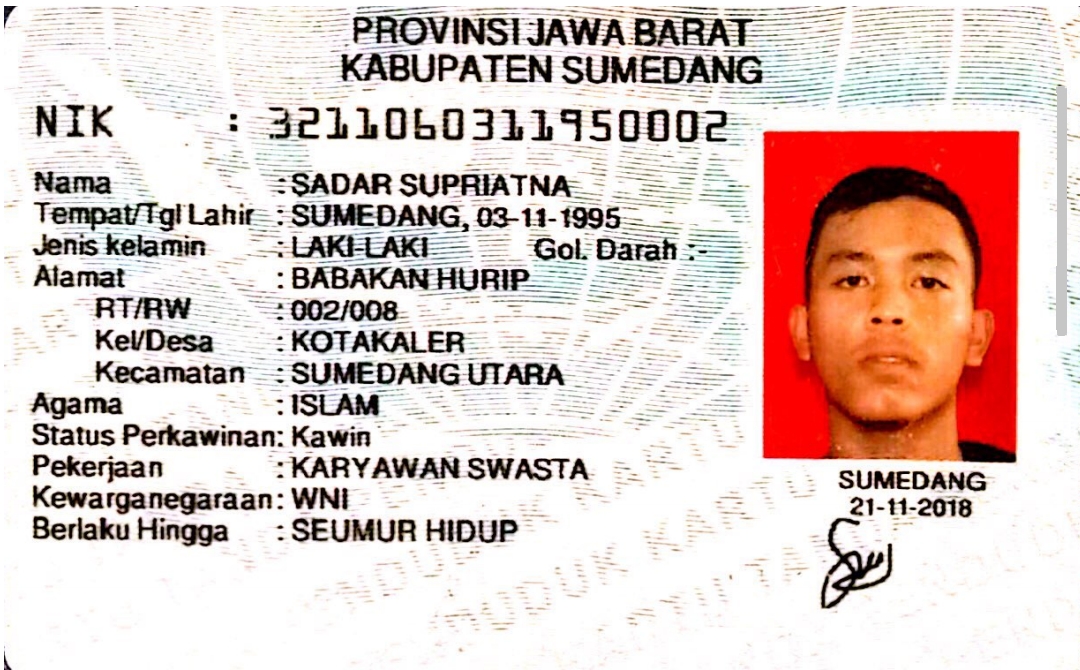 PROVINSI JAWA BARAT
KABUPATEN SUMEDANG
NIK : 3211060311950002
Nama : SADAR SUPRIATNA
Tempat/Tgl Lahir : SUMEDANG, 03-11-1995
Jenis kelamin : LAKI-LAKI Gol. Darah :-
Alamat : BABAKAN HURIP
RT/RW : 002/008
Kel/Desa : KOTAKALER
Kecamatan : SUMEDANG UTARA
Agama : ISLAM
Status Perkawinan: Kawin
Pekerjaan : KARYAWAN SWASTA
Kewarganegaraan: WNI
Berlaku Hingga : SEUMUR HIDUP
SUMEDANG
21-11-2018